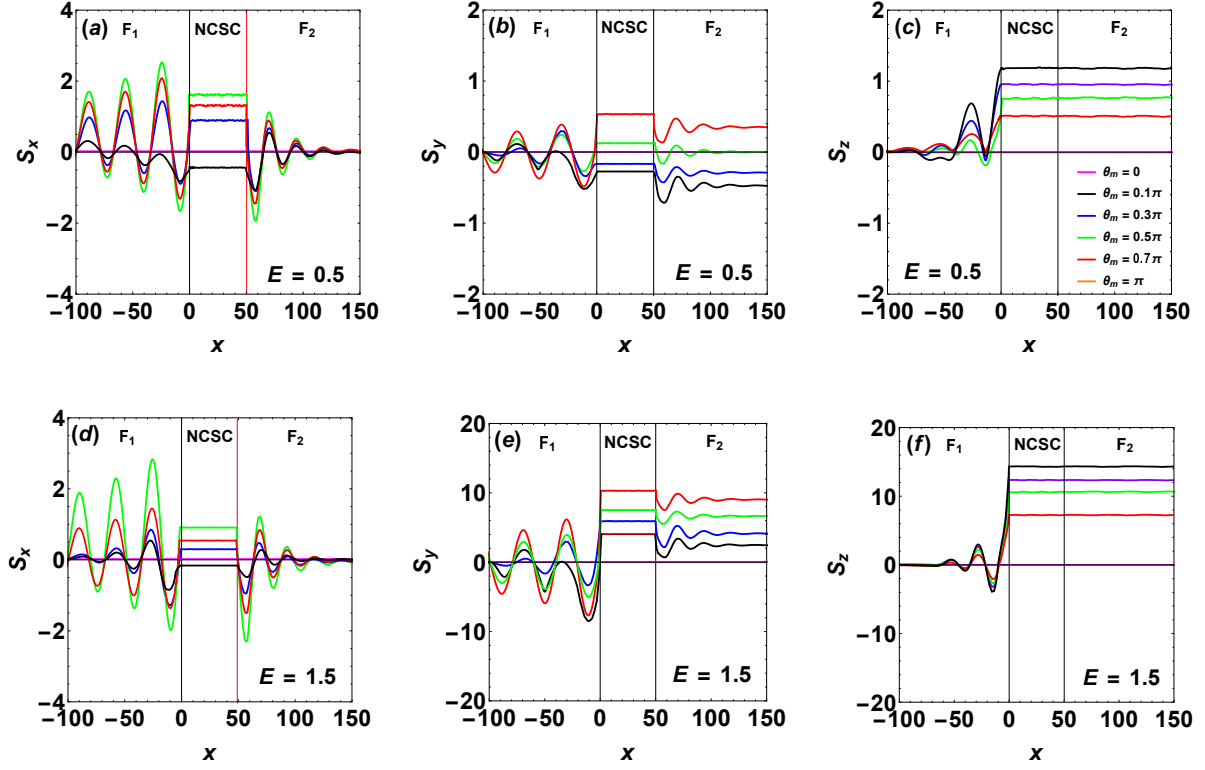 (a) F₁ NCSC F₂
4
2
0
−2
−4
Sₓ
E = 0.5
−100 −50 0 50 100 150
x
(b) F₁ NCSC F₂
2
1
0
−1
−2
S_y
E = 0.5
−100 −50 0 50 100 150
x
(c) F₁ NCSC F₂
2
1
0
−1
−2
S_z
θₘ = 0
θₘ = 0.1π
θₘ = 0.3π
θₘ = 0.5π
θₘ = 0.7π
θₘ = π
E = 0.5
−100 −50 0 50 100 150
x
(d) F₁ NCSC F₂
4
2
0
−2
−4
Sₓ
E = 1.5
−100 −50 0 50 100 150
x
(e) F₁ NCSC F₂
20
10
0
−10
−20
S_y
E = 1.5
−100 −50 0 50 100 150
x
(f) F₁ NCSC F₂
20
10
0
−10
−20
S_z
E = 1.5
−100 −50 0 50 100 150
x